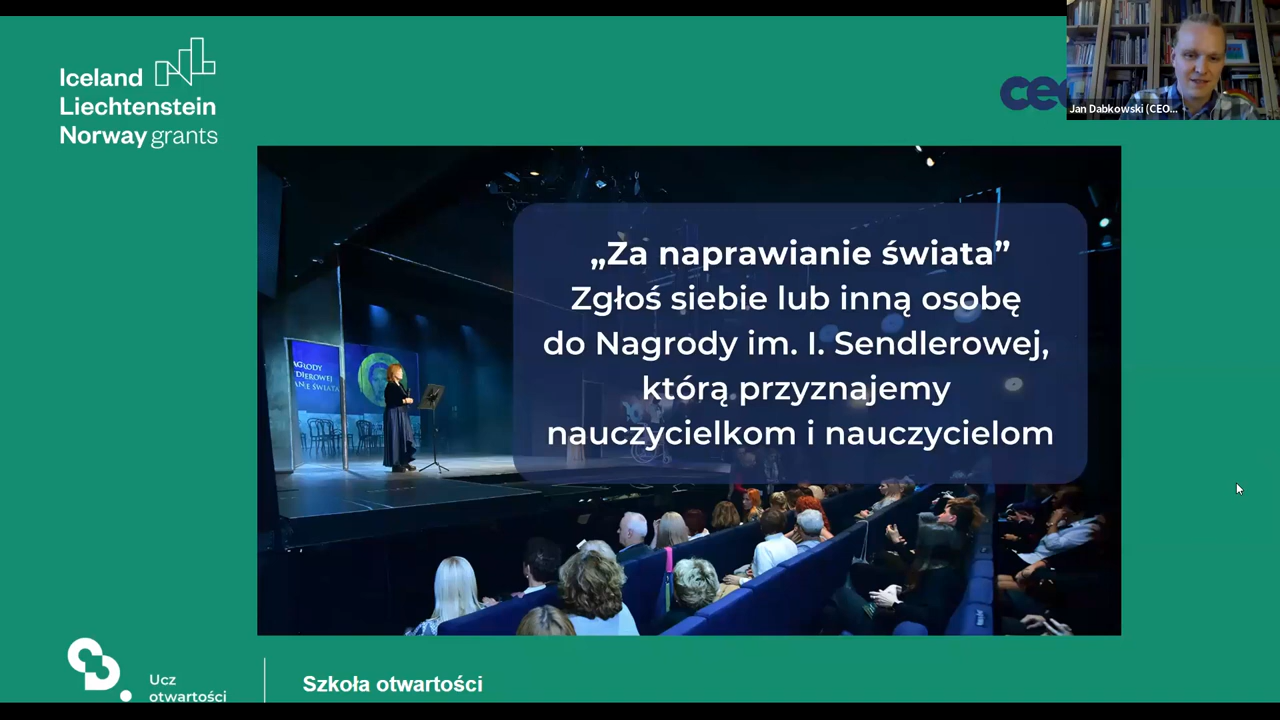 Iceland
Liechtenstein
Norway grants
Jan Dabkowski (CEO...
„Za naprawianie świata”
Zgłoś siebie lub inną osobę
do Nagrody im. I. Sendlerowej,
którą przyznajemy
nauczycielkom i nauczycielom
Ucz
otwartości
Szkoła otwartości